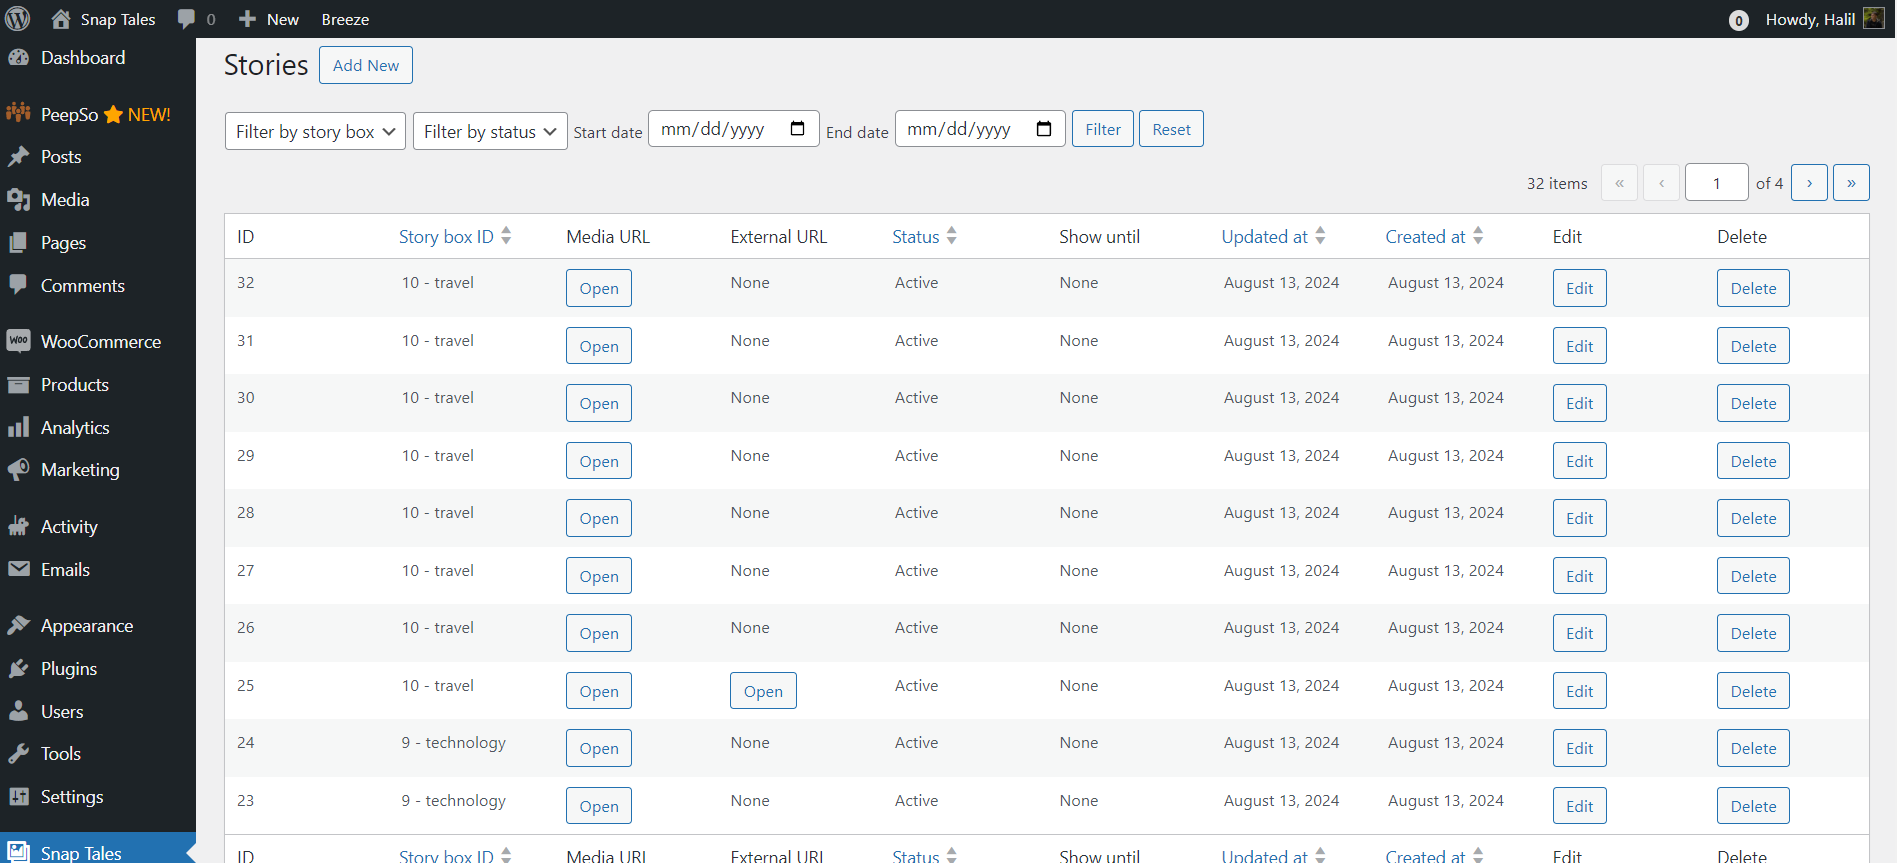 Snap Tales 0 New Breeze 0 Howdy, Halil
Dashboard
PeepSo NEW!
Posts
Media
Pages
Comments
WOO WooCommerce
Products
Analytics
Marketing
Activity
Emails
Appearance
Plugins
Users
Tools
Settings
Snap Tales
Stories Add New
Filter by story box Filter by status Start date mm/dd/yyyy End date mm/dd/yyyy Filter Reset
32 items « ‹ 1 of 4 › »
ID Story box ID Media URL External URL Status Show until Updated at Created at Edit Delete
32 10 - travel Open None Active None August 13, 2024 August 13, 2024 Edit Delete
31 10 - travel Open None Active None August 13, 2024 August 13, 2024 Edit Delete
30 10 - travel Open None Active None August 13, 2024 August 13, 2024 Edit Delete
29 10 - travel Open None Active None August 13, 2024 August 13, 2024 Edit Delete
28 10 - travel Open None Active None August 13, 2024 August 13, 2024 Edit Delete
27 10 - travel Open None Active None August 13, 2024 August 13, 2024 Edit Delete
26 10 - travel Open None Active None August 13, 2024 August 13, 2024 Edit Delete
25 10 - travel Open Open Active None August 13, 2024 August 13, 2024 Edit Delete
24 9 - technology Open None Active None August 13, 2024 August 13, 2024 Edit Delete
23 9 - technology Open None Active None August 13, 2024 August 13, 2024 Edit Delete
ID Story box ID Media URL External URL Status Show until Updated at Created at Edit Delete